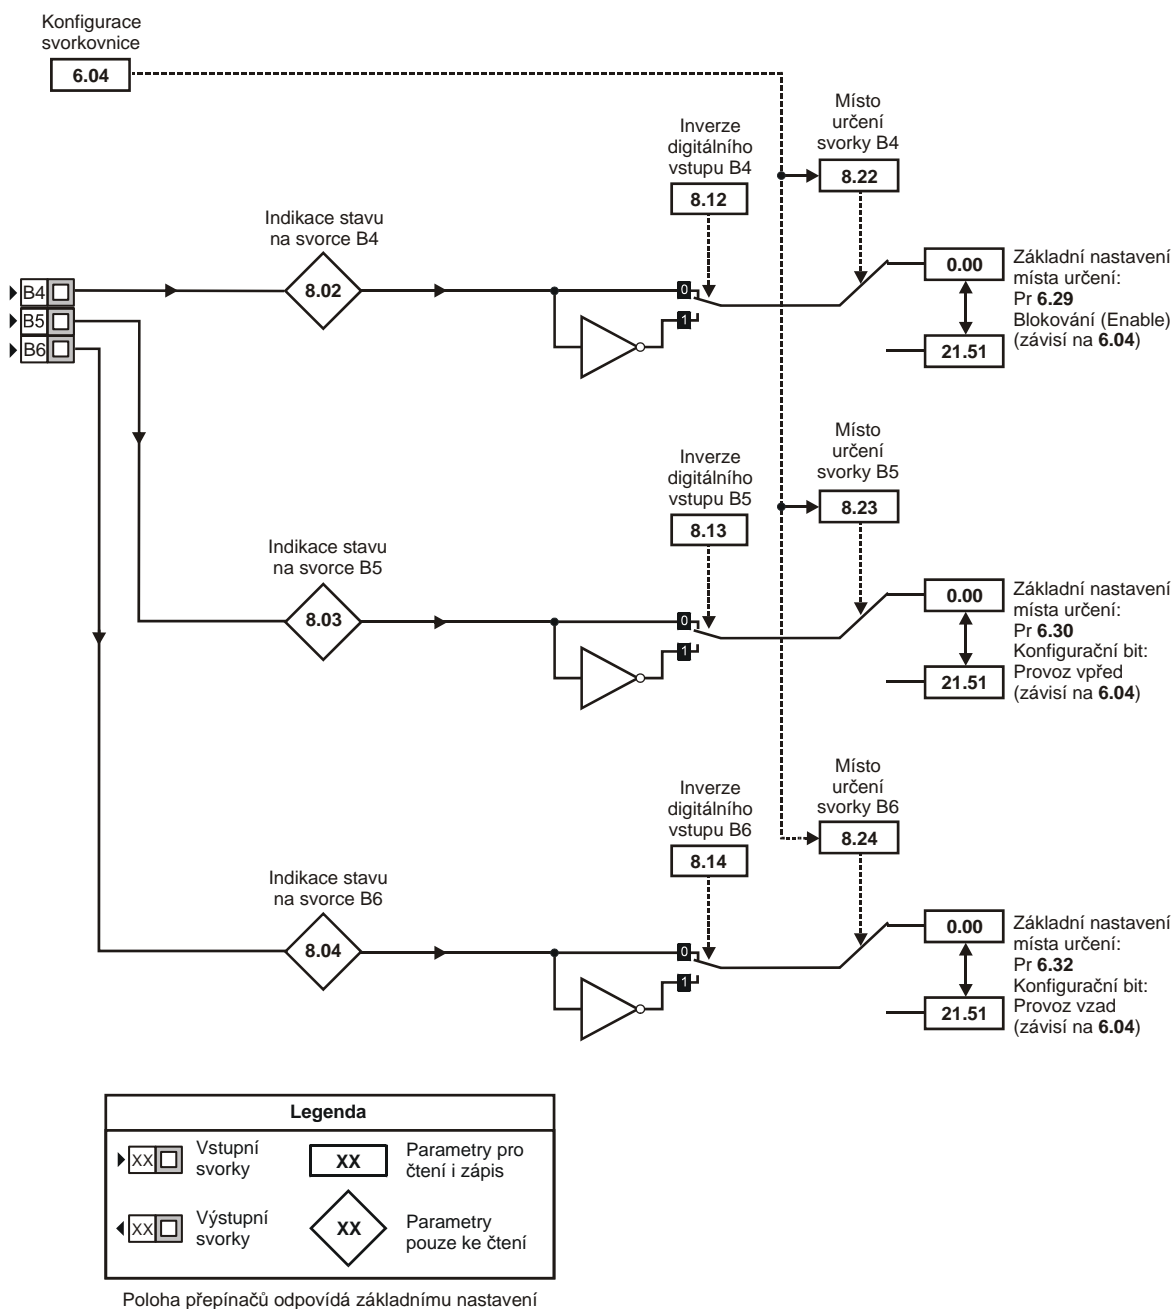 Konfigurace
svorkovnice
6.04
Inverze
digitálního
vstupu B4
8.12
Místo
určení
svorky B4
8.22
Indikace stavu
na svorce B4
8.02
B4
B5
B6
0
1
0.00
21.51
Základní nastavení
místa určení:
Pr 6.29
Blokování (Enable)
(závisí na 6.04)
Inverze
digitálního
vstupu B5
8.13
Místo
určení
svorky B5
8.23
Indikace stavu
na svorce B5
8.03
0
1
0.00
21.51
Základní nastavení
místa určení:
Pr 6.30
Konfigurační bit:
Provoz vpřed
(závisí na 6.04)
Inverze
digitálního
vstupu B6
8.14
Místo
určení
svorky B6
8.24
Indikace stavu
na svorce B6
8.04
0
1
0.00
21.51
Základní nastavení
místa určení:
Pr 6.32
Konfigurační bit:
Provoz vzad
(závisí na 6.04)
Legenda
XX
Vstupní
svorky
XX
Parametry pro
čtení i zápis
XX
Výstupní
svorky
XX
Parametry
pouze ke čtení
Poloha přepínačů odpovídá základnímu nastavení